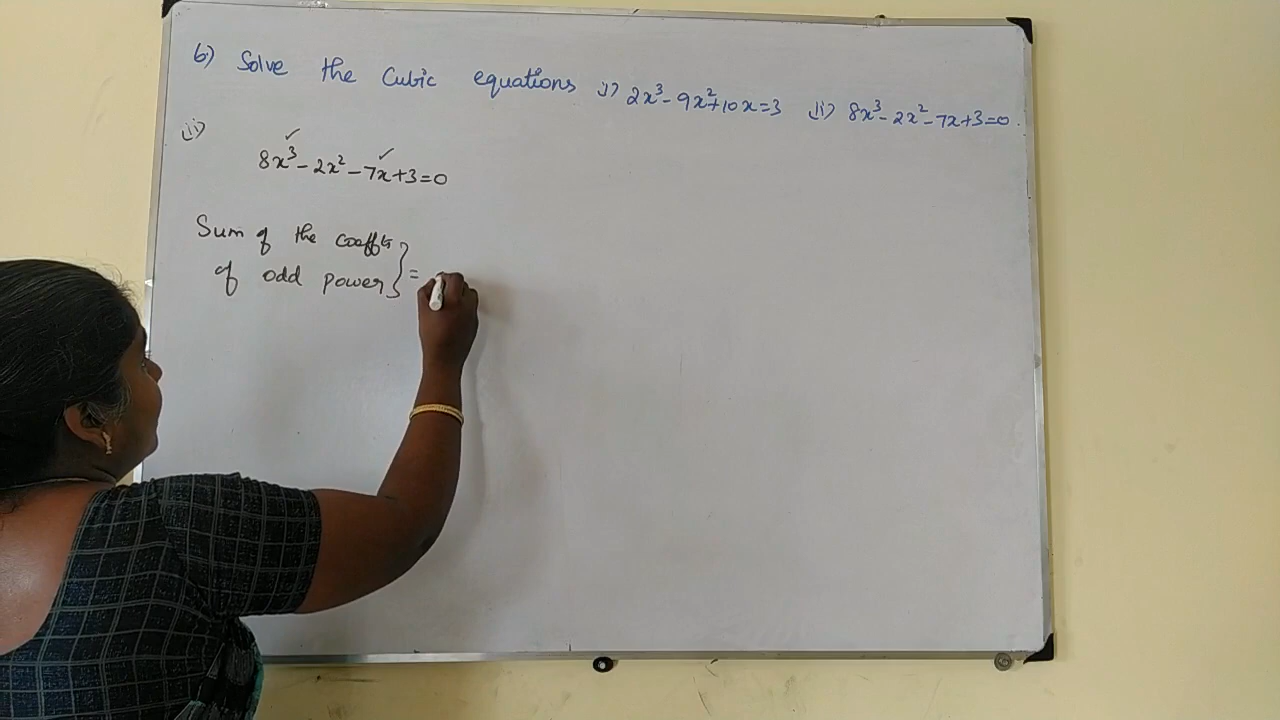 6) Solve the Cubic equations i) 2x³-9x²+10x=3 ii) 8x³-2x²-7x+3=0.
ii)
8x³-2x²-7x+3=0
Sum of the coeffts
of odd power } =